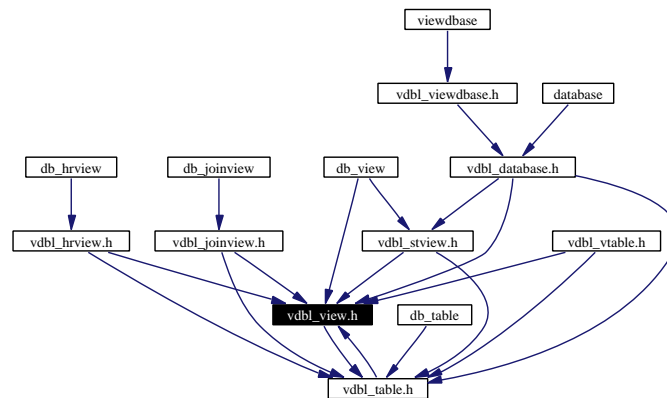 viewdbase
vdbl_viewdbase.h
database
db_hrview
db_joinview
db_view
vdbl_database.h
vdbl_hrview.h
vdbl_joinview.h
vdbl_stview.h
vdbl_vtable.h
vdbl_view.h
db_table
vdbl_table.h